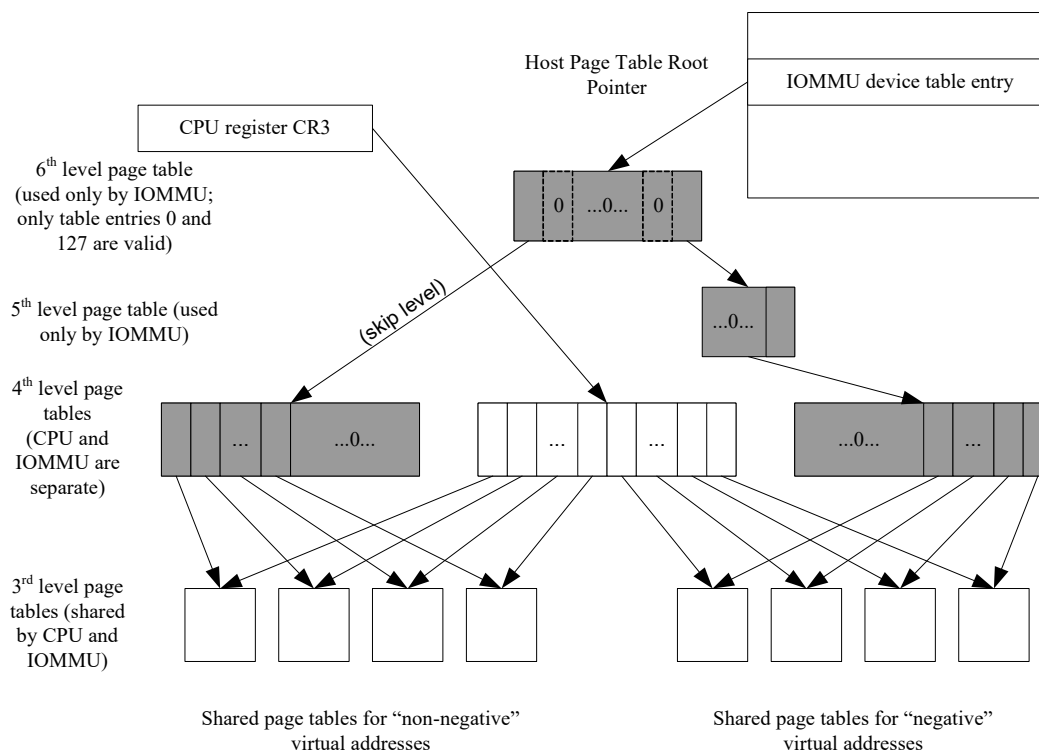 Host Page Table Root
Pointer
IOMMU device table entry
CPU register CR3
6th level page table
(used only by IOMMU;
only table entries 0 and
127 are valid)
0 ...0... 0
(skip level)
5th level page table (used
only by IOMMU)
...0...
4th level page
tables
(CPU and
IOMMU are
separate)
... ...0...
... ...
...0... ...
3rd level page
tables (shared
by CPU and
IOMMU)
Shared page tables for “non-negative”
virtual addresses
Shared page tables for “negative”
virtual addresses